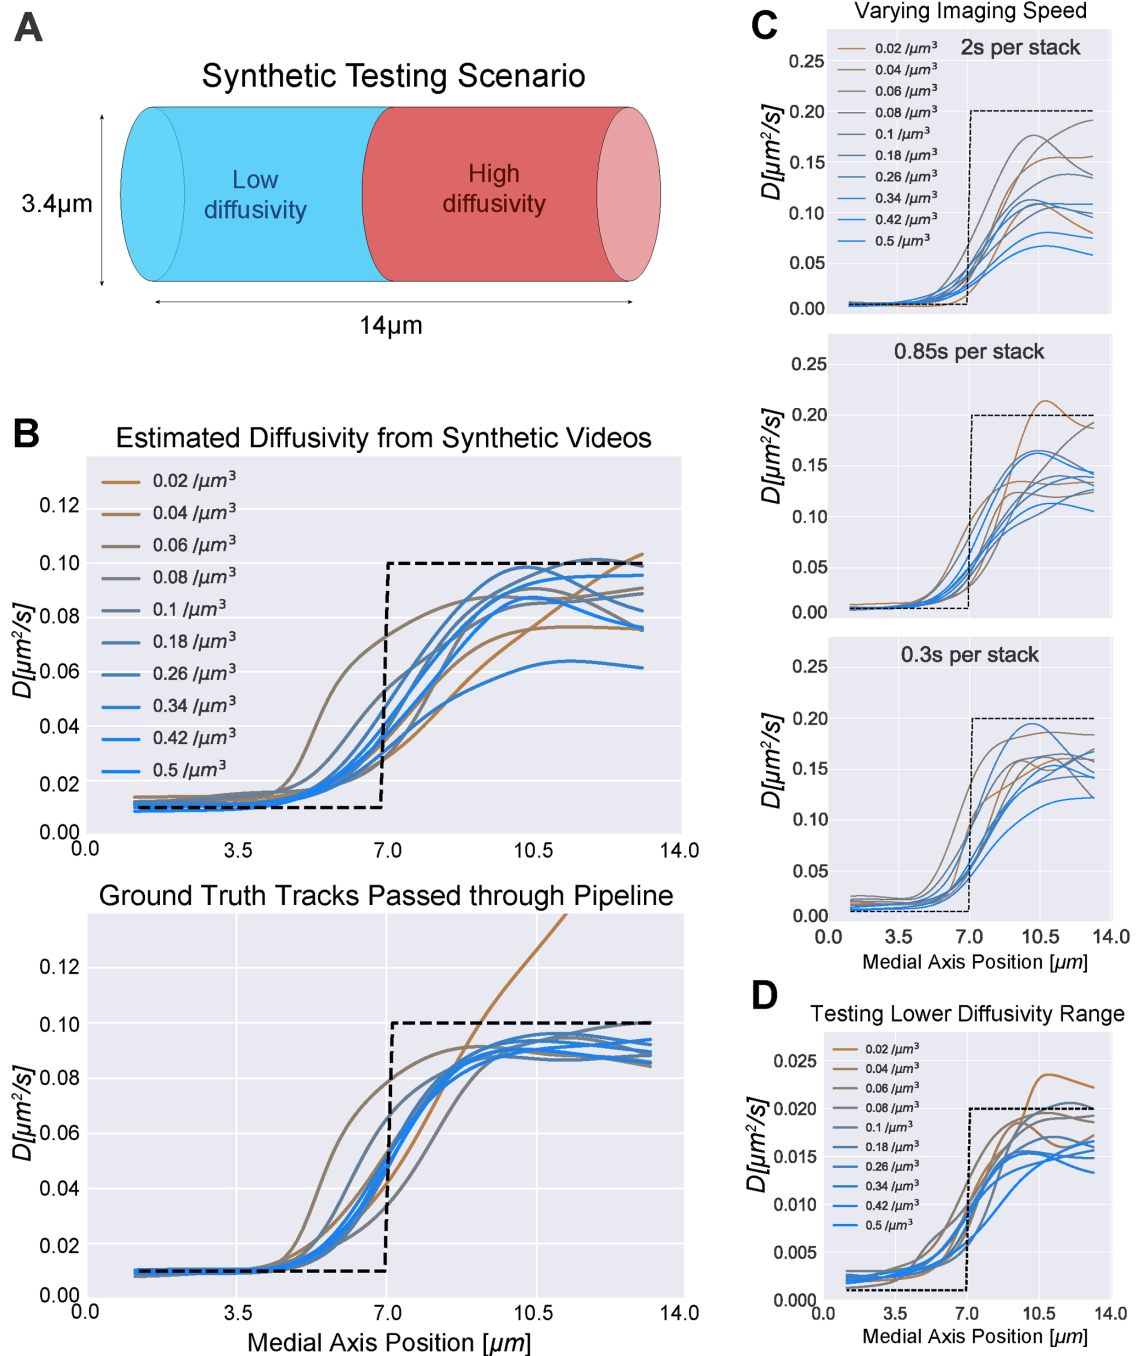 A
Synthetic Testing Scenario
Low
diffusivity
High
diffusivity
3.4µm
14µm
B
Estimated Diffusivity from Synthetic Videos
D[µm²/s]
0.12
0.10
0.08
0.06
0.04
0.02
0.00
0.02 /µm³
0.04 /µm³
0.06 /µm³
0.08 /µm³
0.1 /µm³
0.18 /µm³
0.26 /µm³
0.34 /µm³
0.42 /µm³
0.5 /µm³
0.0 3.5 7.0 10.5 14.0
Ground Truth Tracks Passed through Pipeline
D[µm²/s]
0.12
0.10
0.08
0.06
0.04
0.02
0.00
0.0 3.5 7.0 10.5 14.0
Medial Axis Position [µm]
C
Varying Imaging Speed
2s per stack
D[µm²/s]
0.25
0.20
0.15
0.10
0.05
0.00
0.02 /µm³
0.04 /µm³
0.06 /µm³
0.08 /µm³
0.1 /µm³
0.18 /µm³
0.26 /µm³
0.34 /µm³
0.42 /µm³
0.5 /µm³
0.85s per stack
D[µm²/s]
0.25
0.20
0.15
0.10
0.05
0.00
0.3s per stack
D[µm²/s]
0.25
0.20
0.15
0.10
0.05
0.00
0.0 3.5 7.0 10.5 14.0
Medial Axis Position [µm]
D
Testing Lower Diffusivity Range
D[µm²/s]
0.025
0.020
0.015
0.010
0.005
0.000
0.02 /µm³
0.04 /µm³
0.06 /µm³
0.08 /µm³
0.1 /µm³
0.18 /µm³
0.26 /µm³
0.34 /µm³
0.42 /µm³
0.5 /µm³
0.0 3.5 7.0 10.5 14.0
Medial Axis Position [µm]